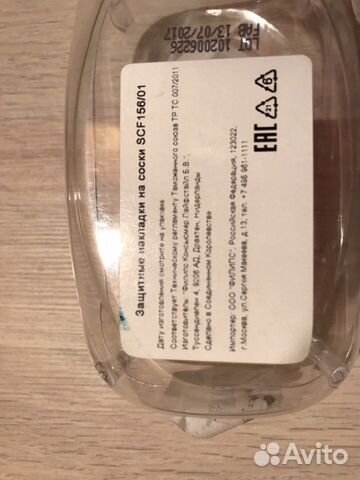 LOT 102006226
FAB 13/07/2017
Защитные накладки на соски SCF156/01
Дату изготовления смотрите на упаковке
Соответствует Техническому регламенту Таможенного союза ТР ТС 007/2011
Изготовитель: "Филипс Консьюмер Лайфстайл Б.В.",
Туссендиепен 4, 9206 АД, Драхтен, Нидерланды
Сделано в Соединенном Королевстве
Импортер: ООО "ФИЛИПС", Российская Федерация, 123022,
г.Москва, ул.Сергея Макеева, д.13, тел. +7 495 961-1111
EAC
21
Avito